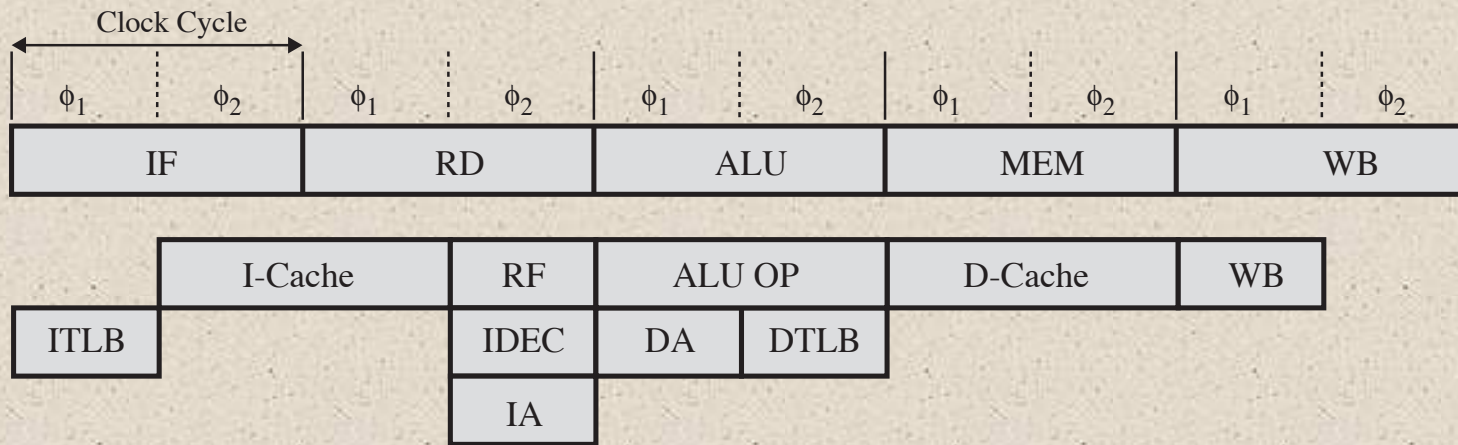 Clock Cycle
ϕ1 ϕ2 ϕ1 ϕ2 ϕ1 ϕ2 ϕ1 ϕ2 ϕ1 ϕ2
IF RD ALU MEM WB
I-Cache RF ALU OP D-Cache WB
ITLB IDEC DA DTLB
IA